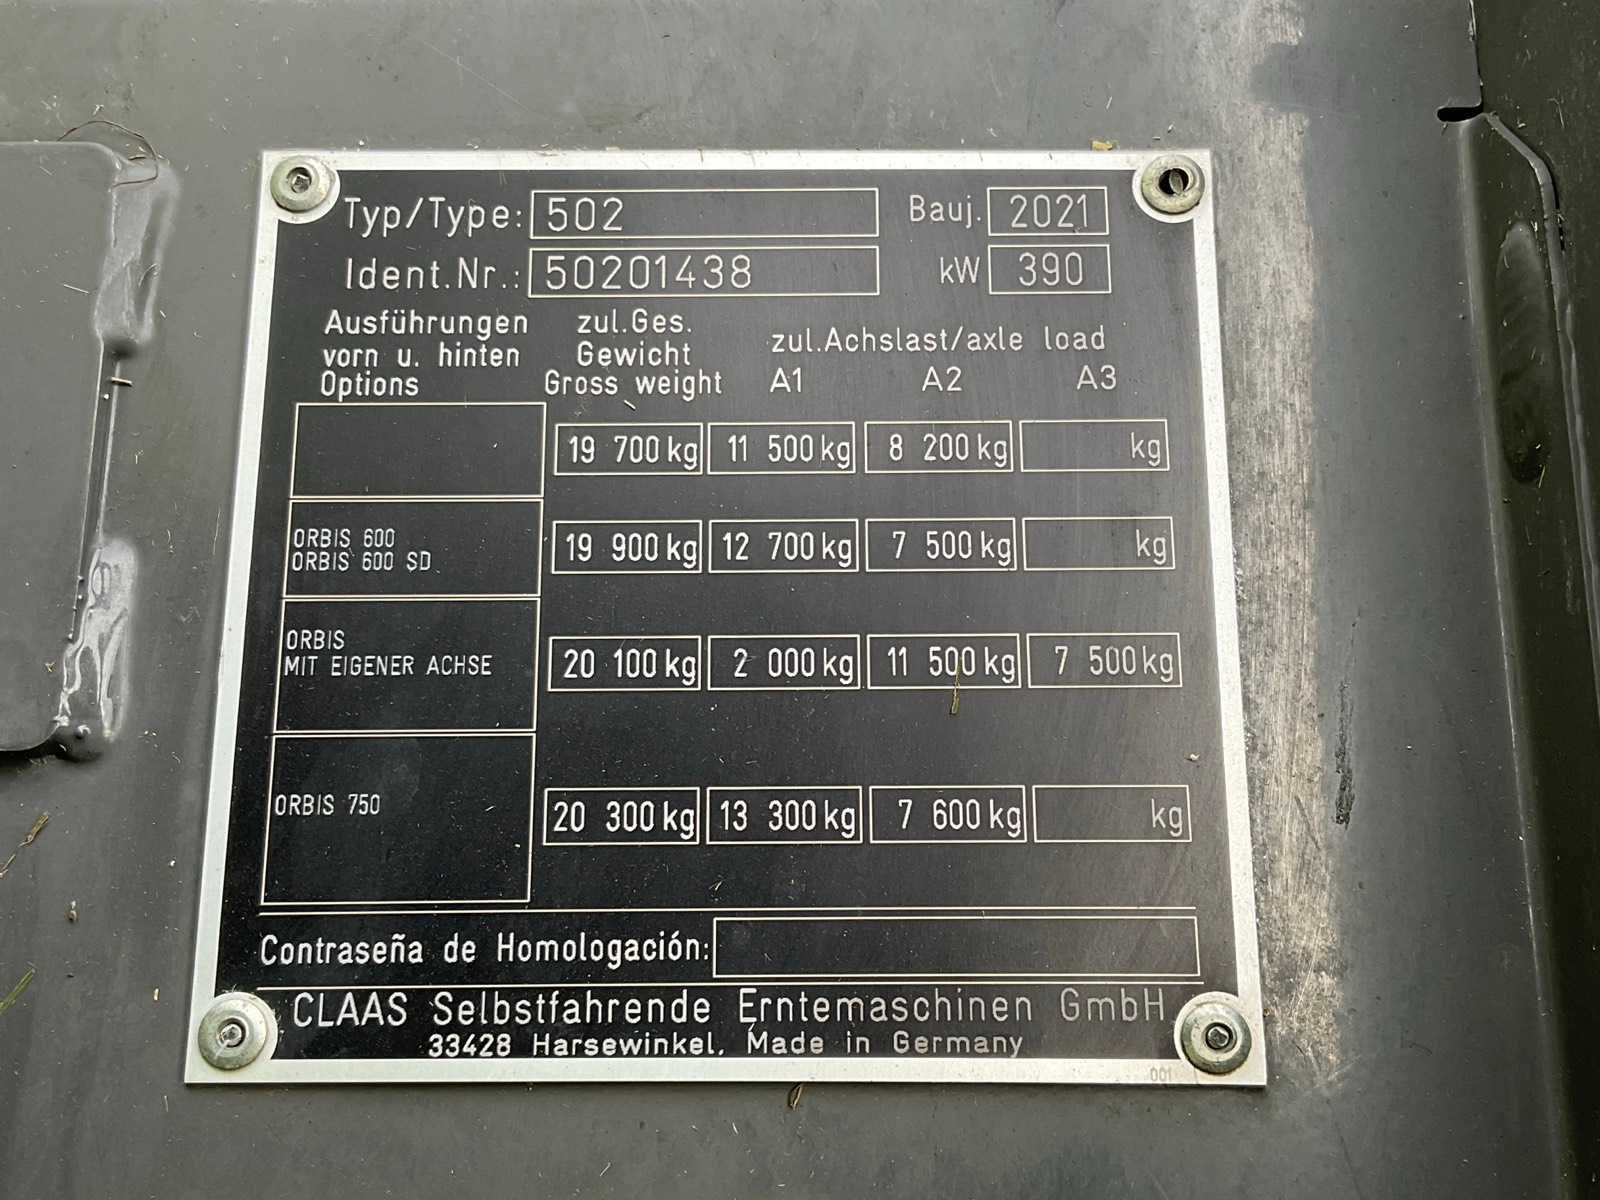 Typ/Type: 502 Bauj. 2021
Ident.Nr.: 50201438 kW 390
Ausführungen zul.Ges.
vorn u. hinten Gewicht zul.Achslast/axle load
Options Gross weight A1 A2 A3
19 700 kg 11 500 kg 8 200 kg kg
ORBIS 600
ORBIS 600 SD 19 900 kg 12 700 kg 7 500 kg kg
ORBIS
MIT EIGENER ACHSE 20 100 kg 2 000 kg 11 500 kg 7 500 kg
ORBIS 750 20 300 kg 13 300 kg 7 600 kg kg
Contraseña de Homologación:
CLAAS Selbstfahrende Erntemaschinen GmbH
33428 Harsewinkel, Made in Germany
001